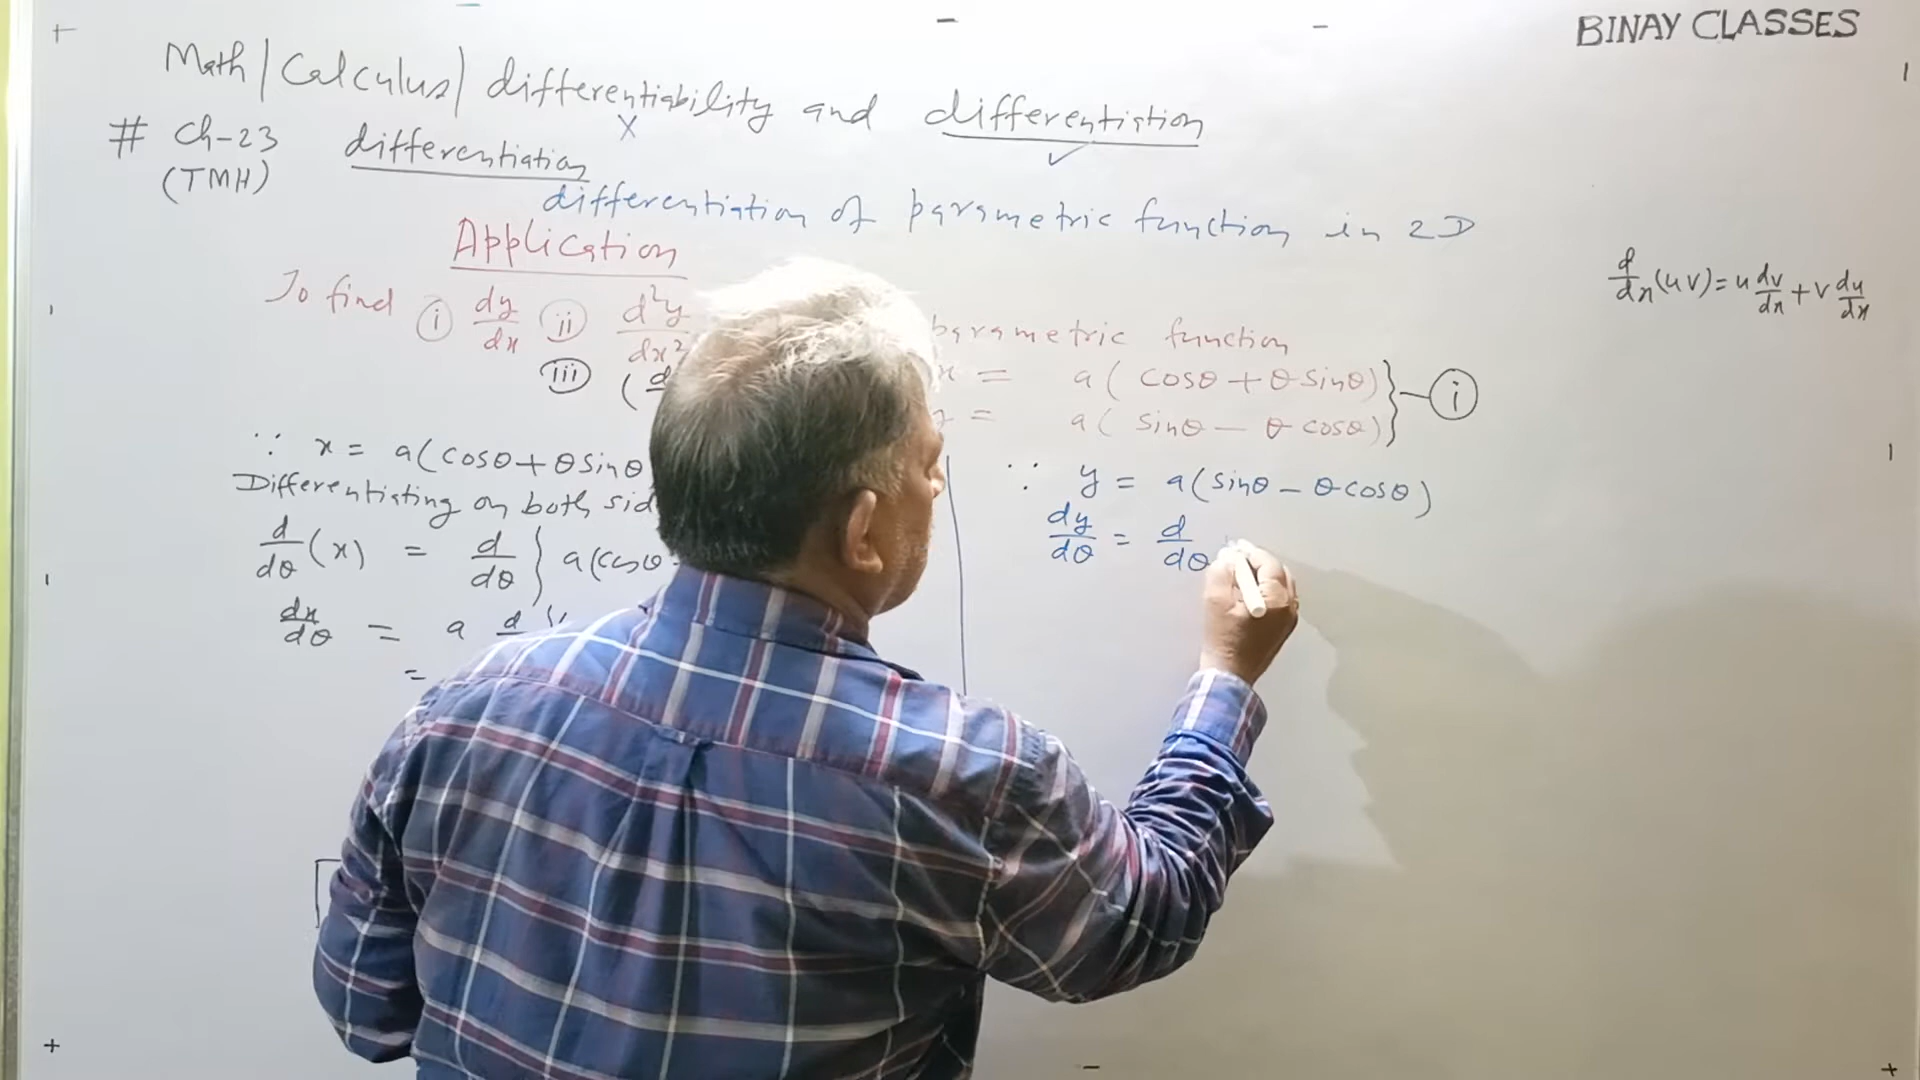 BINAY CLASSES
Math/Calculus/differentiability and differentiation
X ✓
# Ch-23 differentiation
(TMH)
differentiation of parametric function in 2D
Application
To find (i) dy/dx (ii) d²y/dx² parametric function
(iii) (d
x = a(cosθ + θ sinθ)
y = a(sinθ - θ cosθ) } — (i)
d/dx (uv) = u dv/dx + v du/dx
∵ x = a(cosθ + θ sinθ
Differentiating on both sid
d/dθ (x) = d/dθ } a(cosθ
dx/dθ = a d
=
∵ y = a(sinθ - θ cosθ)
dy/dθ = d/dθ